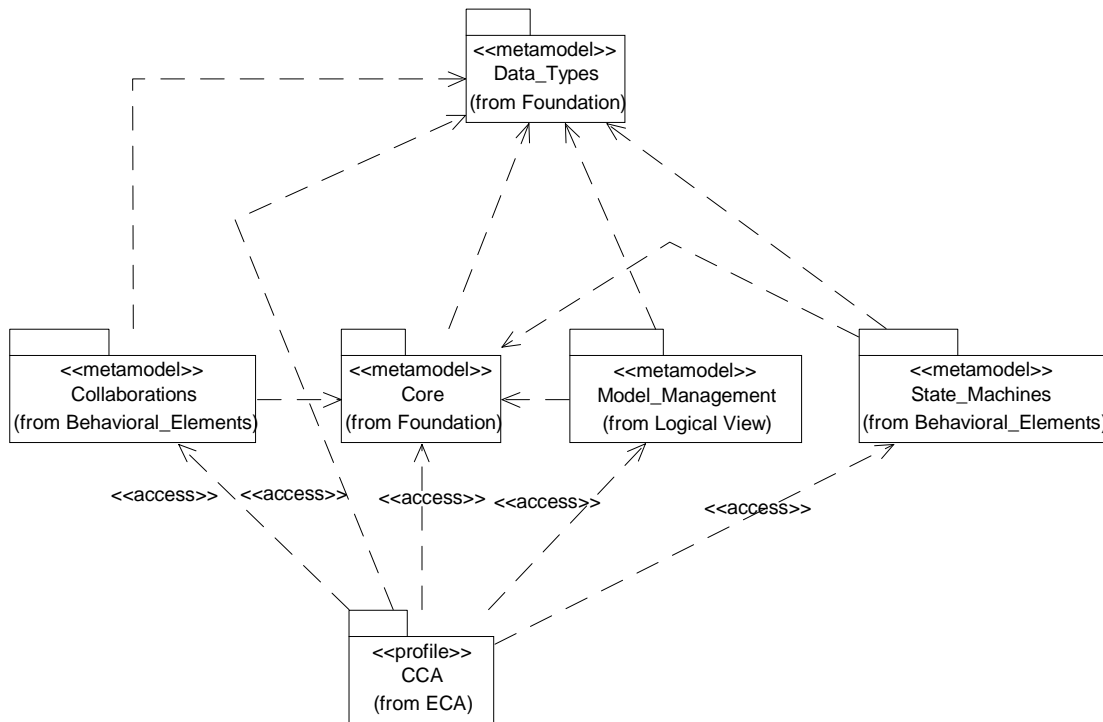 <<metamodel>>
Data_Types
(from Foundation)
<<metamodel>>
Collaborations
(from Behavioral_Elements)
<<metamodel>>
Core
(from Foundation)
<<metamodel>>
Model_Management
(from Logical View)
<<metamodel>>
State_Machines
(from Behavioral_Elements)
<<access>>
<<access>>
<<access>>
<<access>>
<<access>>
<<profile>>
CCA
(from ECA)